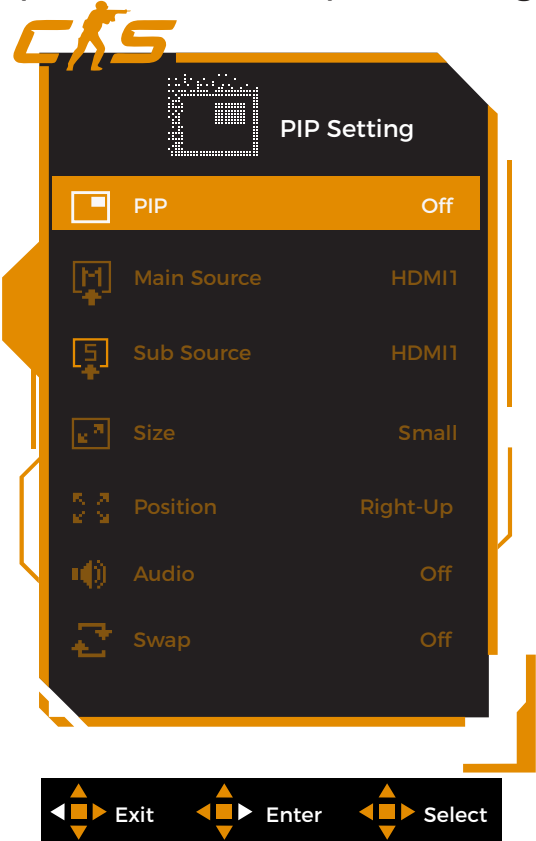 CS
PIP Setting
PIP Off
Main Source HDMI1
Sub Source HDMI1
Size Small
Position Right-Up
Audio Off
Swap Off
Exit Enter Select